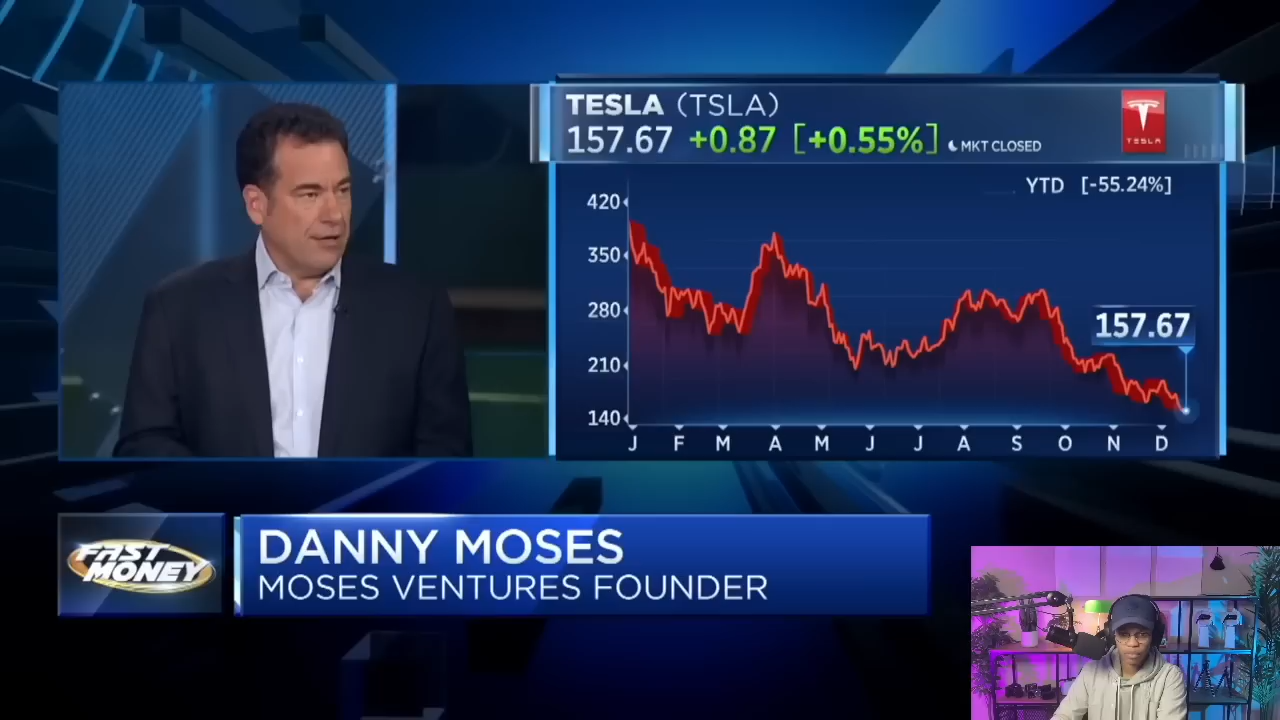 TESLA (TSLA)
157.67 +0.87 [+0.55%] MKT CLOSED
TESLA
YTD [-55.24%]
420
350
280
210
140
157.67
J F M A M J J A S O N D
FAST
MONEY
DANNY MOSES
MOSES VENTURES FOUNDER